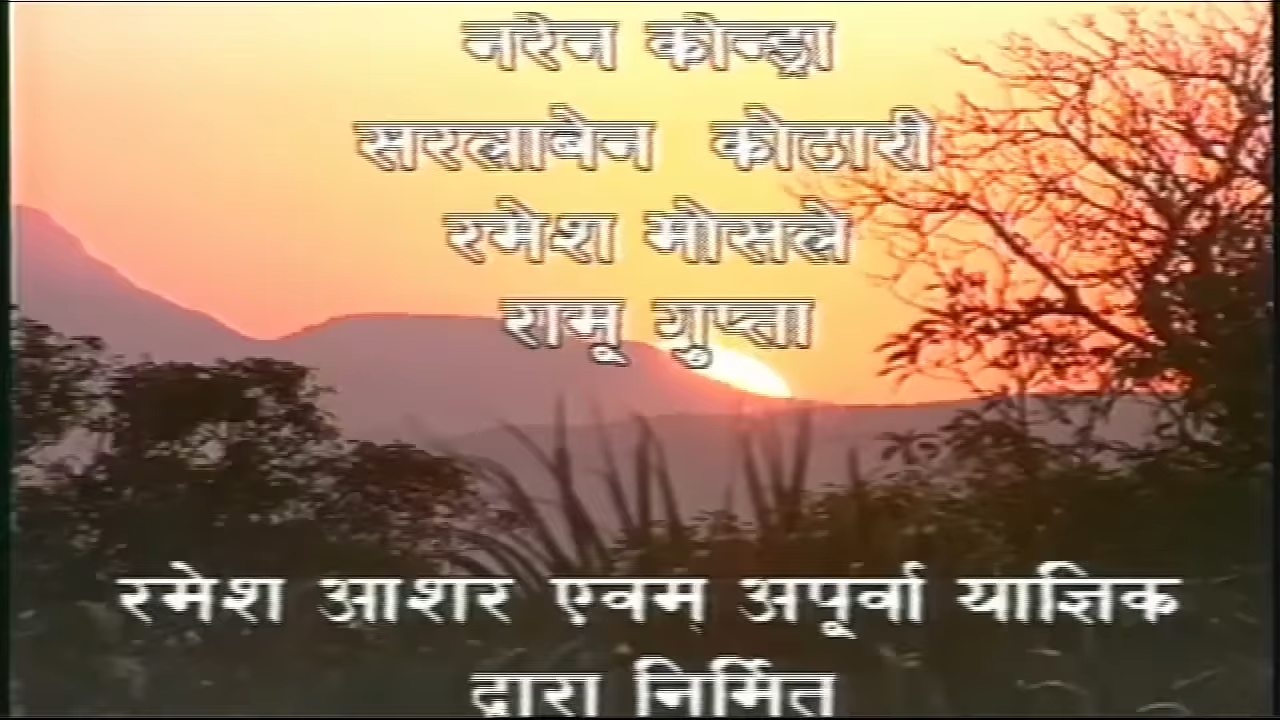 नरेन कोन्ड्रा
सरलाबेन कोठारी
रमेश मोसले
रामू गुप्ता
रमेश आशर एवम् अपूर्वा याज्ञिक
द्वारा निर्मित